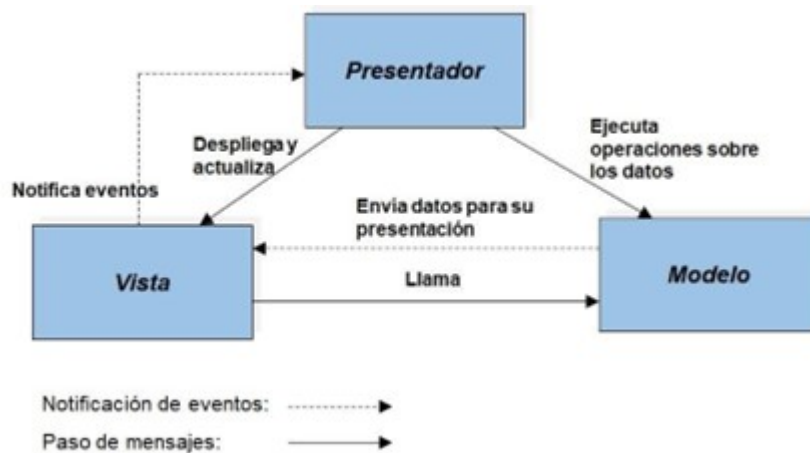 Presentador
Despliega y
actualiza
Ejecuta
operaciones sobre
los datos
Notifica eventos
Envia datos para su
presentación
Vista
Llama
Modelo
Notificación de eventos:
Paso de mensajes: